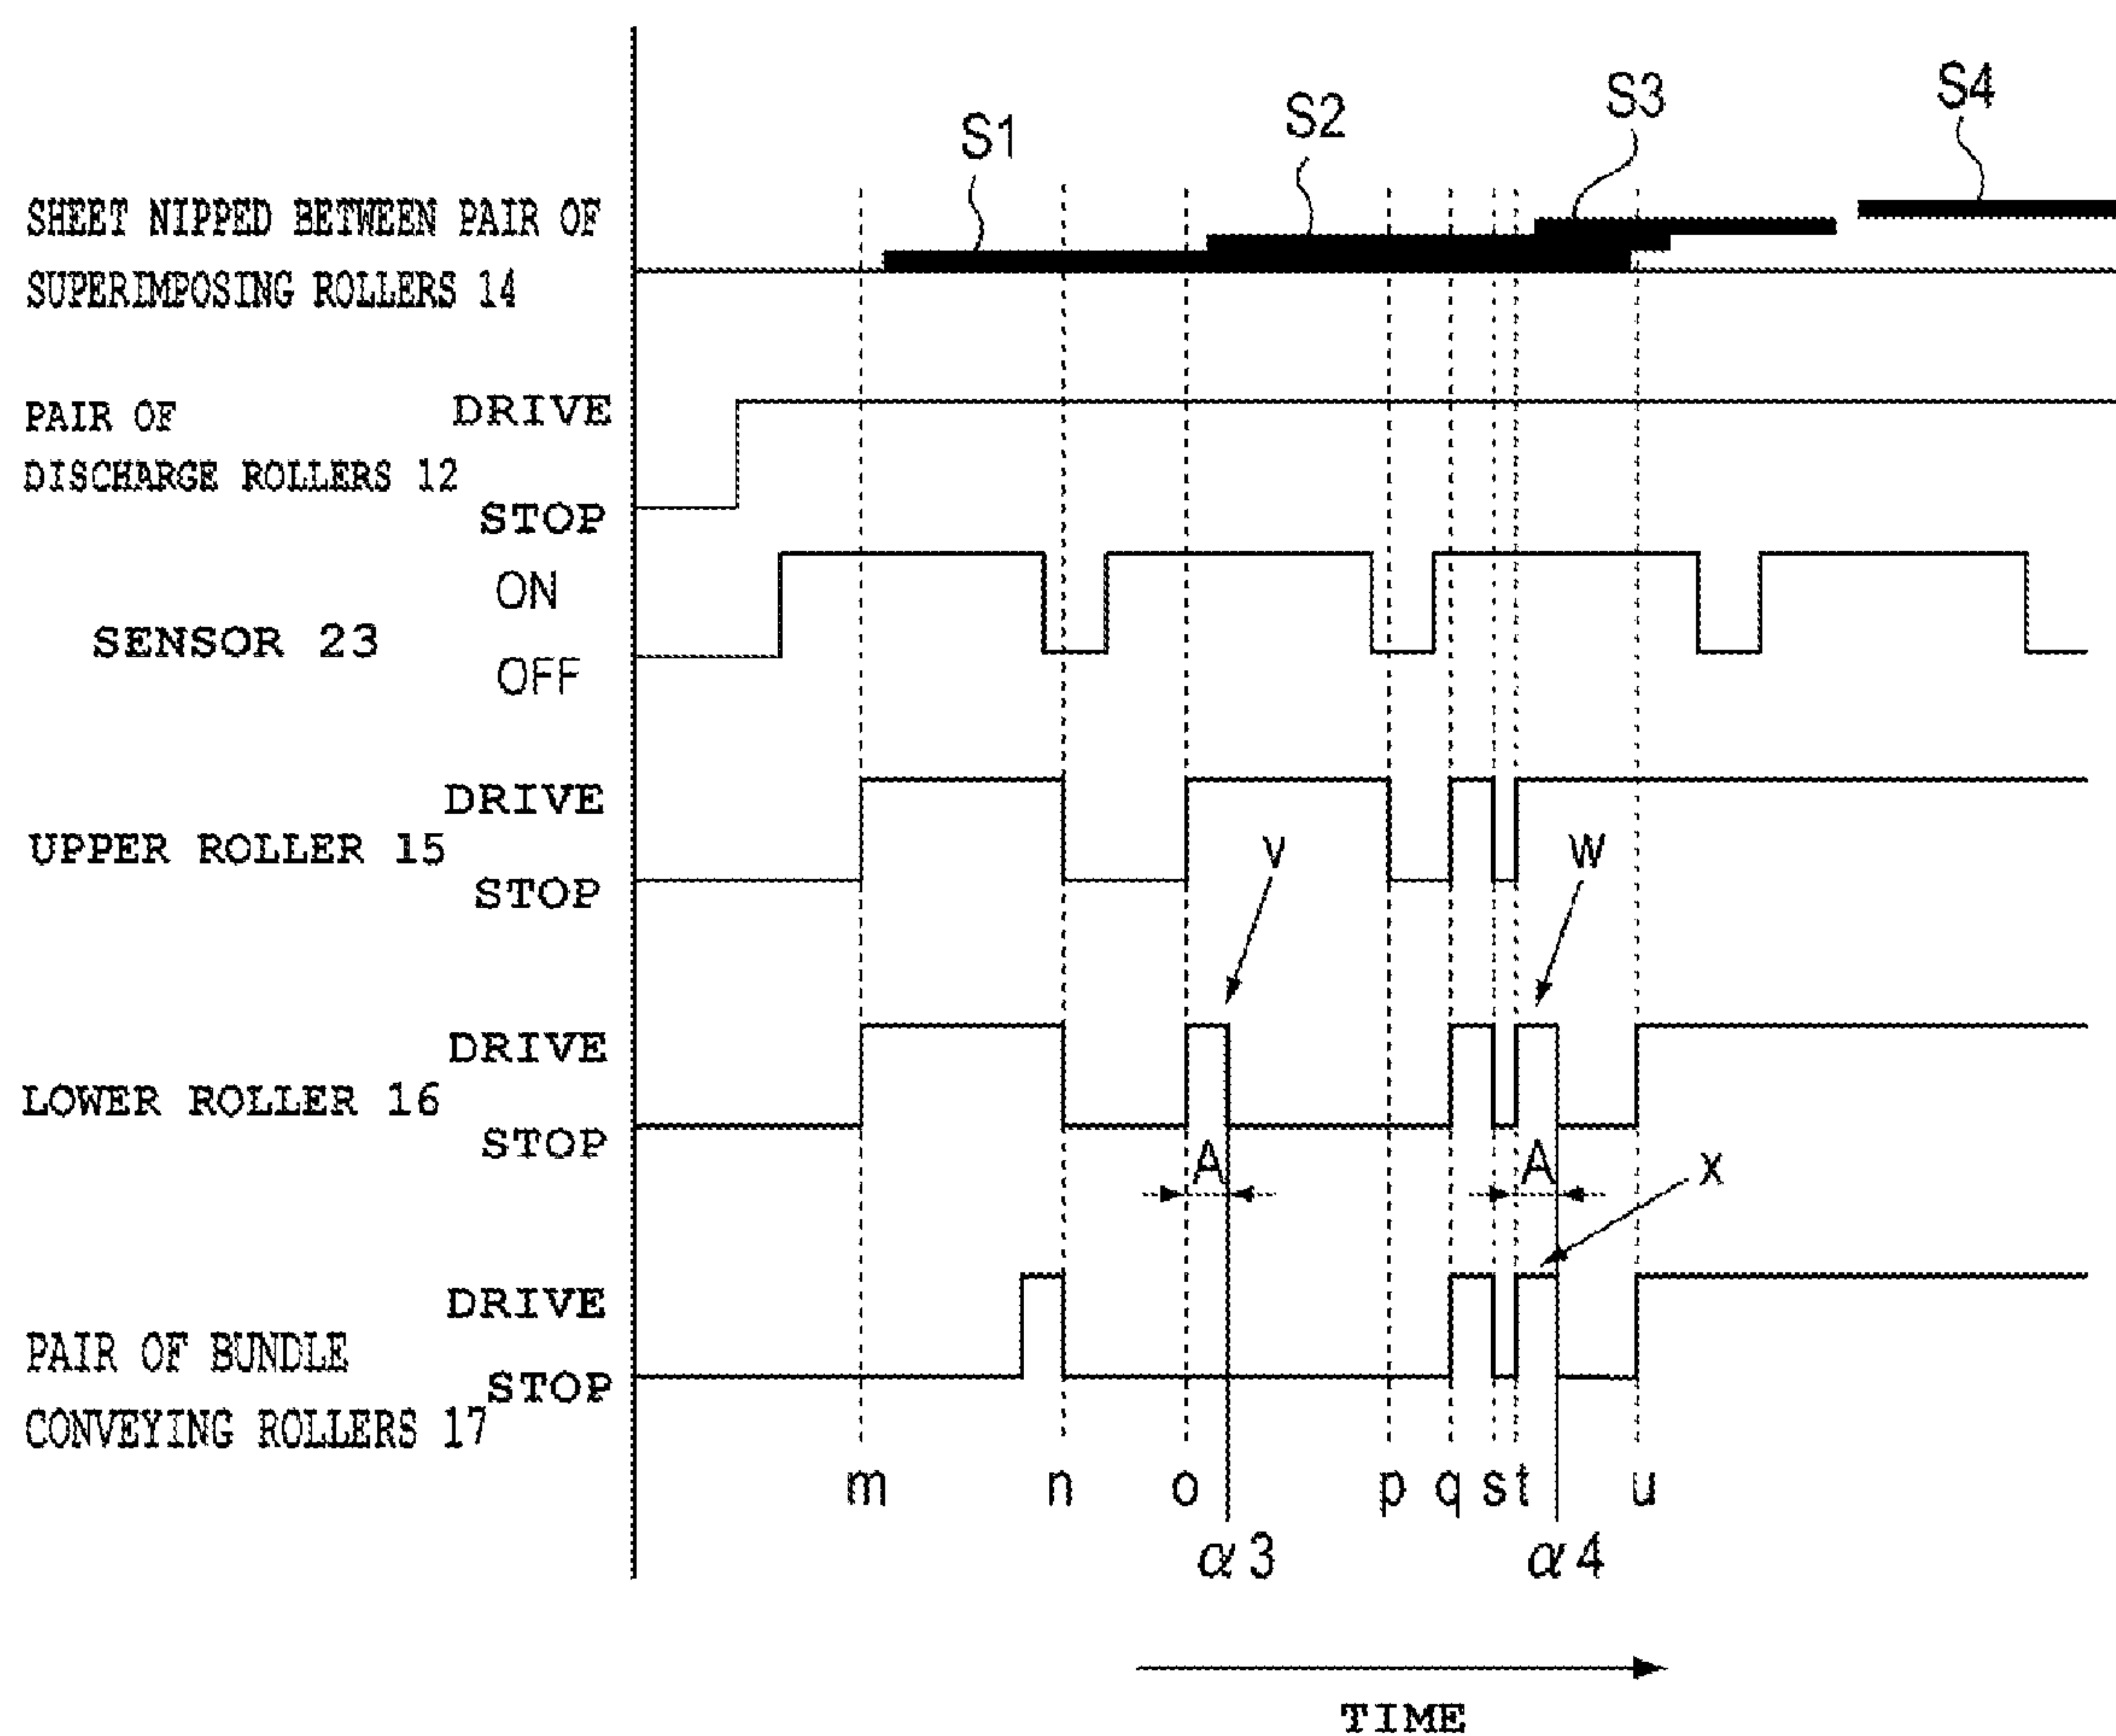 S1
S2
S3
S4
SHEET NIPPED BETWEEN PAIR OF
SUPERIMPOSING ROLLERS 14
PAIR OF
DISCHARGE ROLLERS 12
DRIVE
STOP
SENSOR 23
ON
OFF
UPPER ROLLER 15
DRIVE
STOP
v
w
LOWER ROLLER 16
DRIVE
STOP
A
A
x
PAIR OF BUNDLE
CONVEYING ROLLERS 17
DRIVE
STOP
m n o p q s t u
α3 α4
TIME